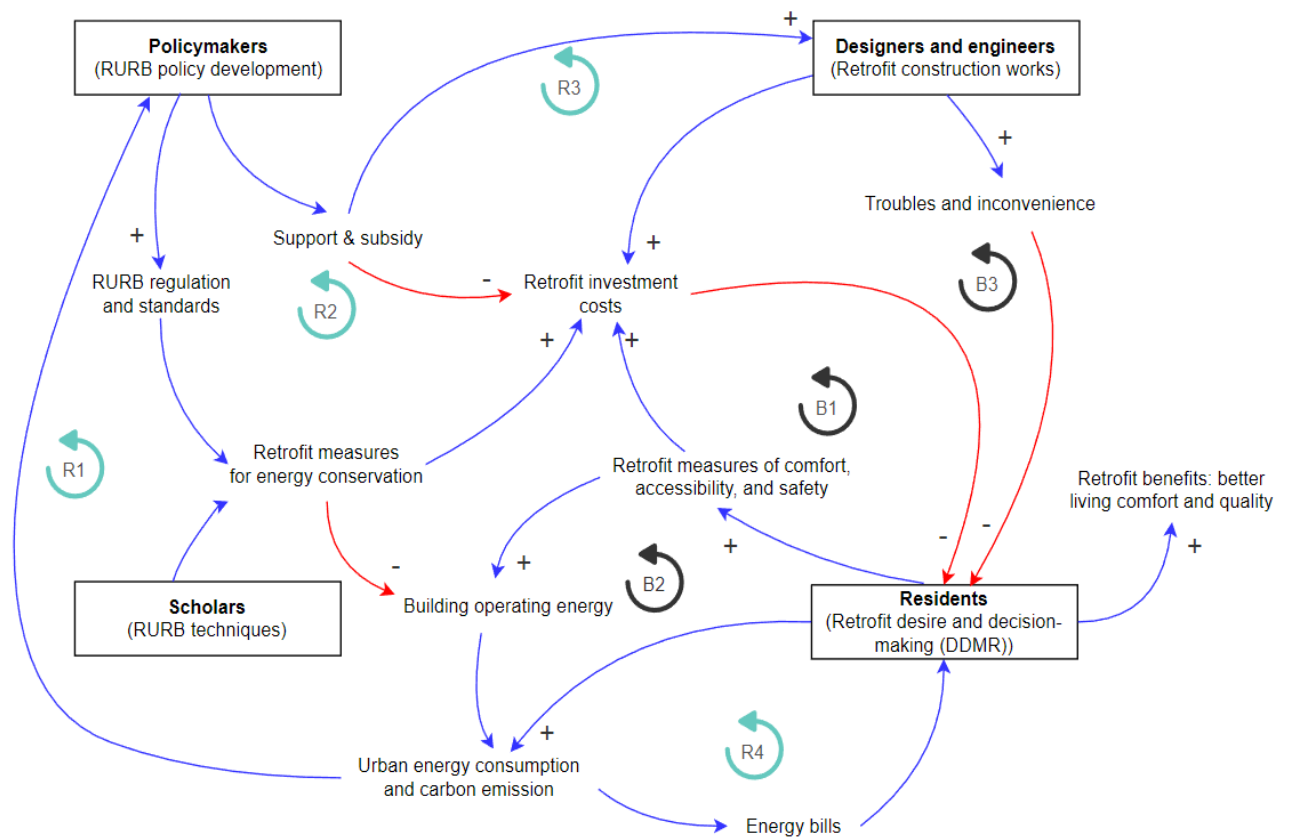 Policymakers
(RURB policy development)
+
Designers and engineers
(Retrofit construction works)
R3
+
Troubles and inconvenience
+
Support & subsidy
+
RURB regulation
and standards
-
Retrofit investment
costs
B3
R2
+
+
B1
Retrofit measures
for energy conservation
R1
Retrofit measures of comfort,
accessibility, and safety
Retrofit benefits: better
living comfort and quality
-
-
+
+
-
+
B2
Scholars
(RURB techniques)
Building operating energy
Residents
(Retrofit desire and decision-
making (DDMR))
+
R4
Urban energy consumption
and carbon emission
Energy bills